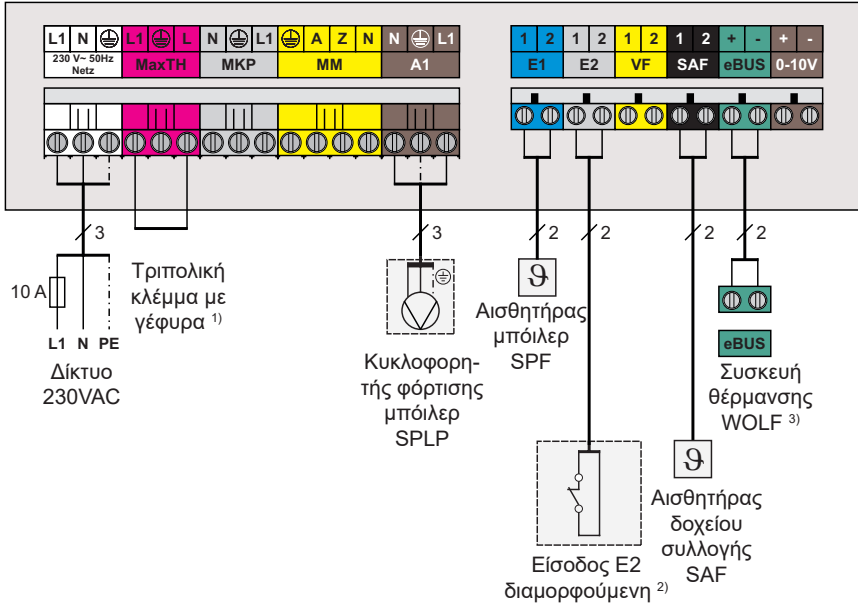 L1 N L1 L N L1 A Z N N L1
1 2 1 2 1 2 1 2 + - + -
230 V~ 50Hz
Netz
MaxTH MKP MM A1
E1 E2 VF SAF eBUS 0-10V
3
3
2
2
2
2
10 A
L1 N PE
Δίκτυο
230VAC
Τριπολική
κλέμμα με
γέφυρα 1)
Κυκλοφορη-
τής φόρτισης
μπόιλερ
SPLP
ϑ
Αισθητήρας
μπόιλερ
SPF
Είσοδος E2
διαμορφούμενη 2)
ϑ
Αισθητήρας
δοχείου
συλλογής
SAF
eBUS
Συσκευή
θέρμανσης
WOLF 3)